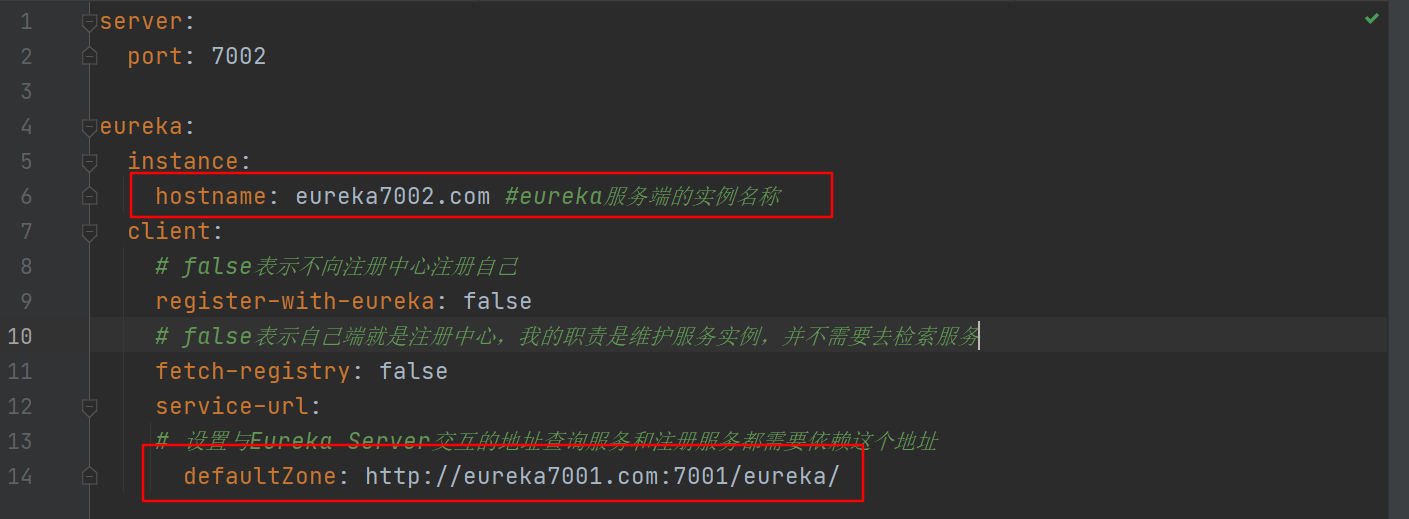 1 server:
2 port: 7002
3
4 eureka:
5 instance:
6 hostname: eureka7002.com #eureka服务端的实例名称
7 client:
8 # false表示不向注册中心注册自己
9 register-with-eureka: false
10 # false表示自己端就是注册中心，我的职责是维护服务实例，并不需要去检索服务
11 fetch-registry: false
12 service-url:
13 # 设置与Eureka Server交互的地址查询服务和注册服务都需要依赖这个地址
14 defaultZone: http://eureka7001.com:7001/eureka/